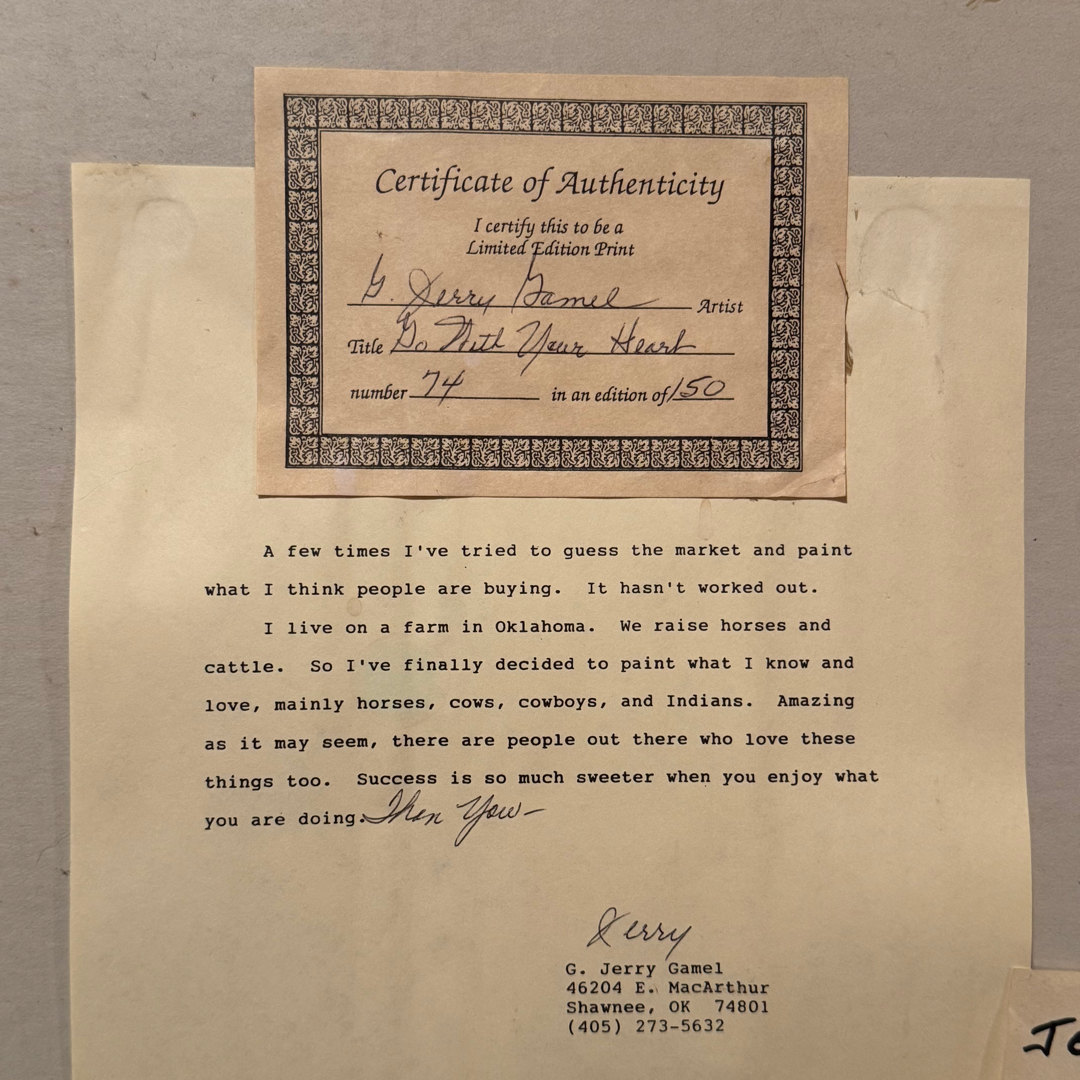 Certificate of Authenticity
I certify this to be a
Limited Edition Print
G. Jerry Gamel Artist
Title Go With Your Heart
number 74 in an edition of 150
A few times I've tried to guess the market and paint
what I think people are buying. It hasn't worked out.
I live on a farm in Oklahoma. We raise horses and
cattle. So I've finally decided to paint what I know and
love, mainly horses, cows, cowboys, and Indians. Amazing
as it may seem, there are people out there who love these
things too. Success is so much sweeter when you enjoy what
you are doing. Than You-
Jerry
G. Jerry Gamel
46204 E. MacArthur
Shawnee, OK 74801
(405) 273-5632